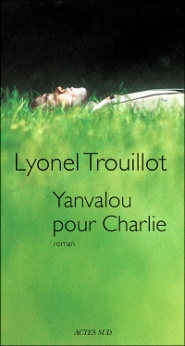 Lyonel Trouillot
Yanvalou
pour Charlie
roman
ACTES SUD